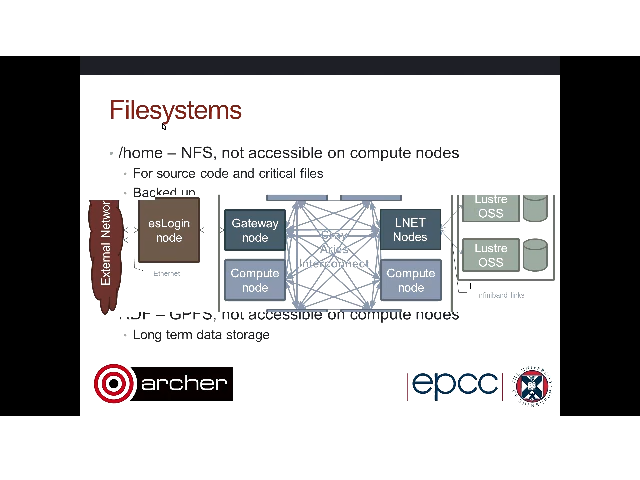 Filesystems
/home – NFS, not accessible on compute nodes
For source code and critical files
Backed up
External Networ
esLogin node
Ethernet
Gateway node
Compute node
Cray Aries Interconnect
LNET Nodes
Compute node
Lustre OSS
Lustre OSS
Infiniband links
– GPFS, not accessible on compute nodes
Long term data storage
archer
epcc